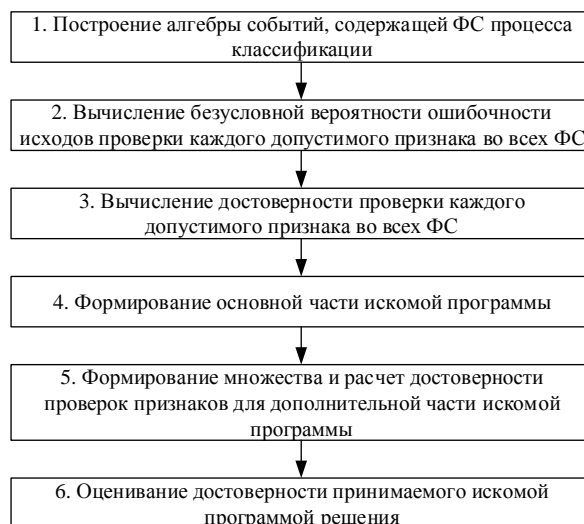 1. Построение алгебры событий, содержащей ФС процесса
классификации
2. Вычисление безусловной вероятности ошибочности
исходов проверки каждого допустимого признака во всех ФС
3. Вычисление достоверности проверки каждого
допустимого признака во всех ФС
4. Формирование основной части искомой программы
5. Формирование множества и расчет достоверности
проверок признаков для дополнительной части искомой
программы
6. Оценивание достоверности принимаемого искомой
программой решения